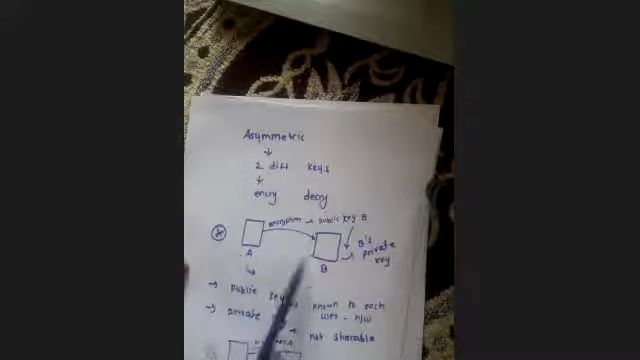 Asymmetric
2 diff keys
encry decry
encryption → public key B
A
B
B's private key
→ public key known to each user - n/w
→ private not sharable